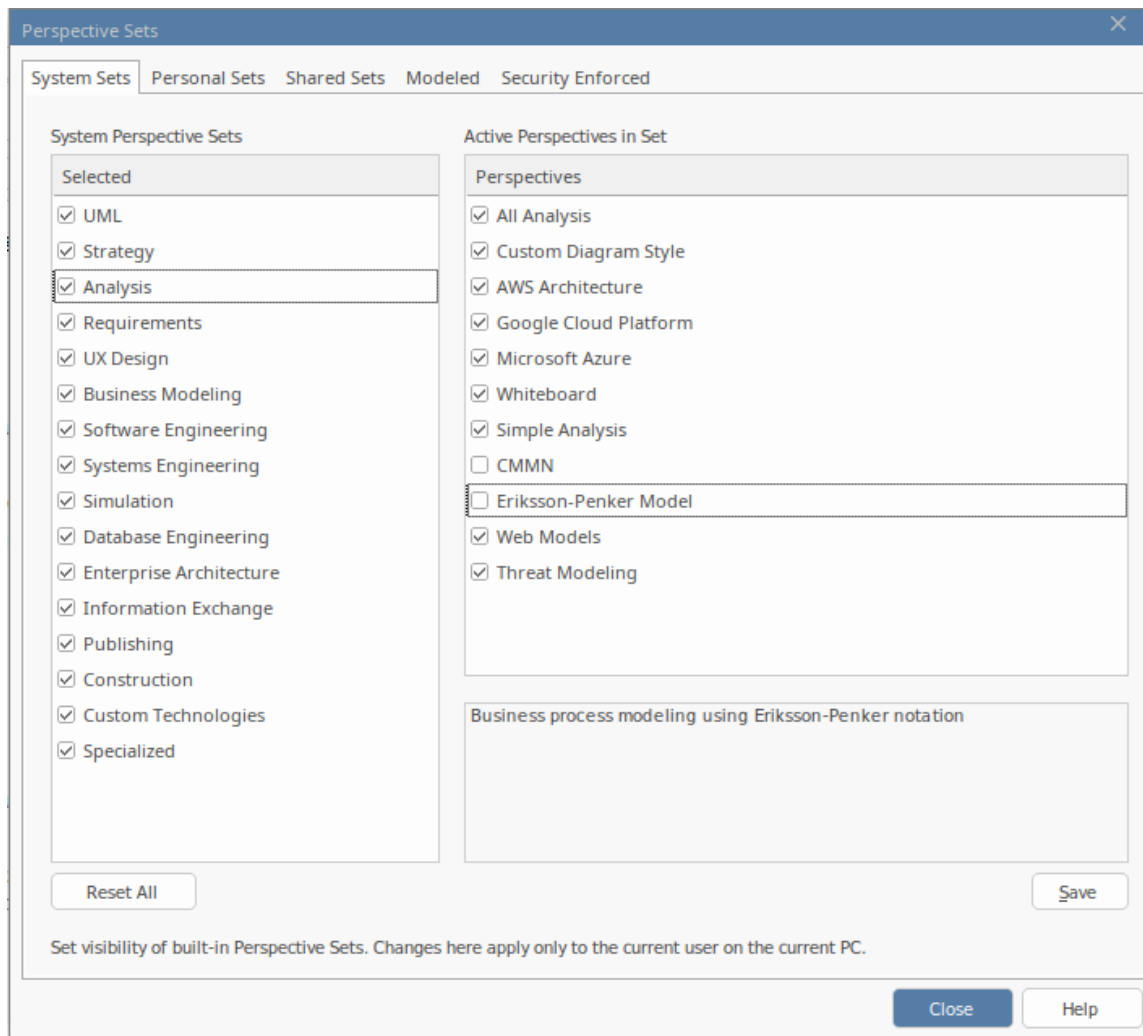 Perspective Sets
System Sets Personal Sets Shared Sets Modeled Security Enforced
System Perspective Sets
Selected
UML
Strategy
Analysis
Requirements
UX Design
Business Modeling
Software Engineering
Systems Engineering
Simulation
Database Engineering
Enterprise Architecture
Information Exchange
Publishing
Construction
Custom Technologies
Specialized
Reset All
Active Perspectives in Set
Perspectives
All Analysis
Custom Diagram Style
AWS Architecture
Google Cloud Platform
Microsoft Azure
Whiteboard
Simple Analysis
CMMN
Eriksson-Penker Model
Web Models
Threat Modeling
Business process modeling using Eriksson-Penker notation
Save
Set visibility of built-in Perspective Sets. Changes here apply only to the current user on the current PC.
Close Help